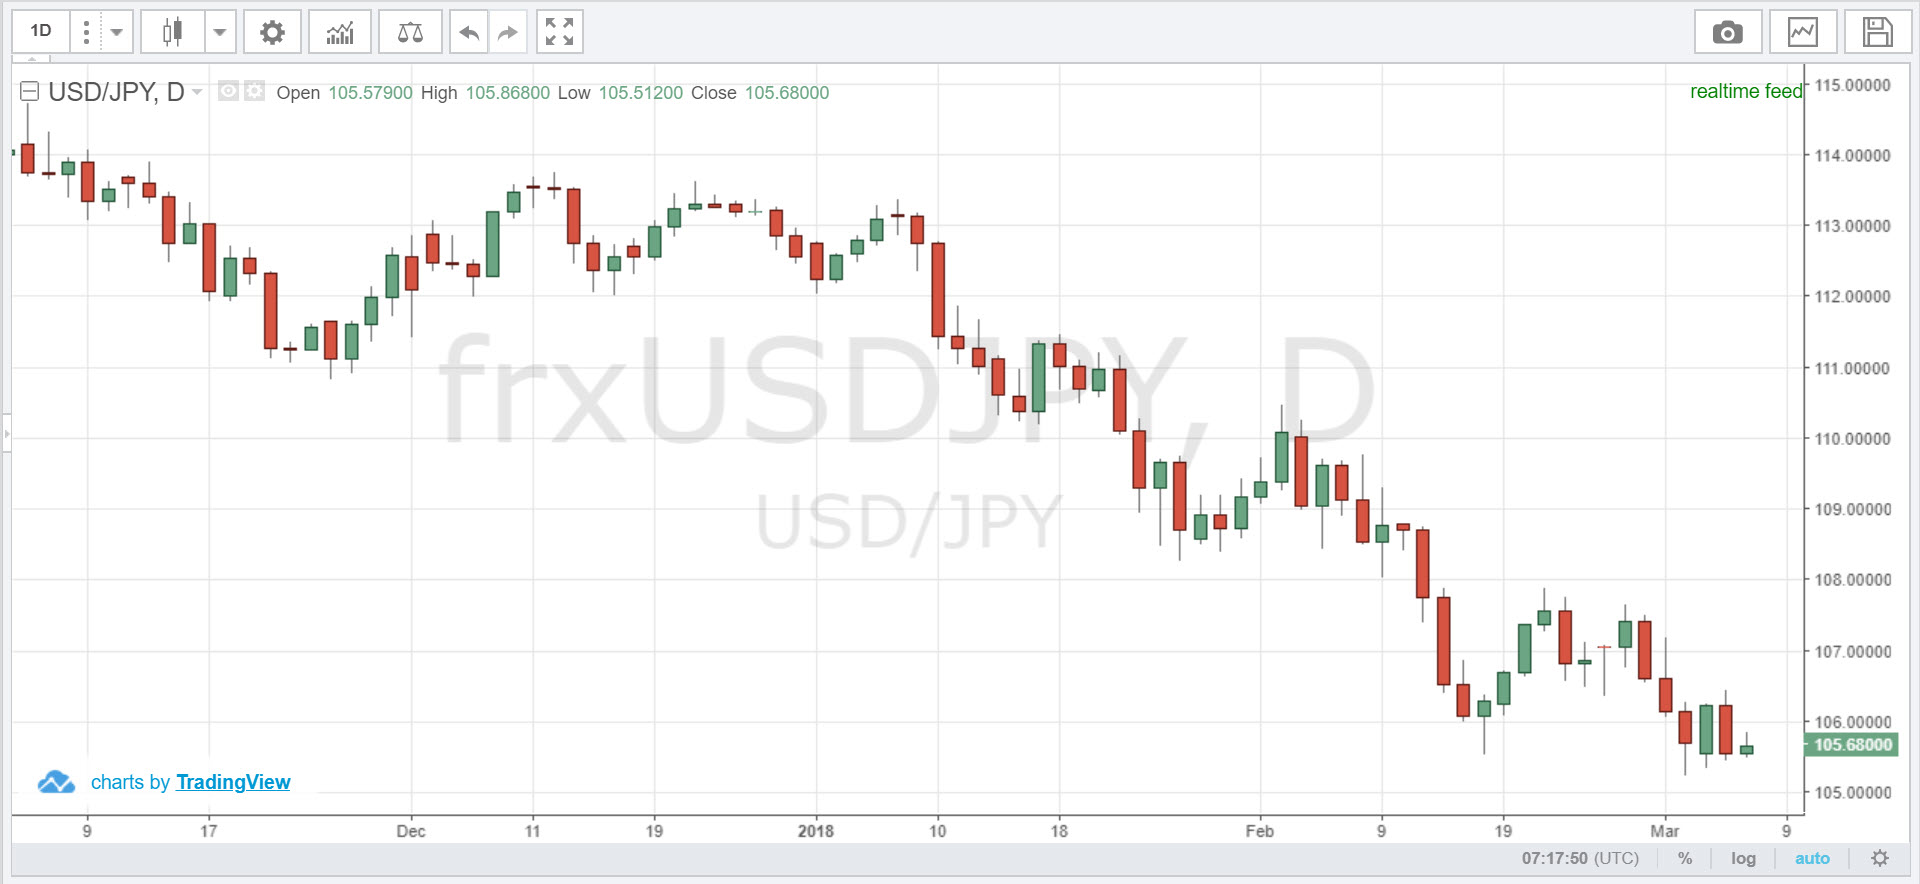 1D
USD/JPY, D Open 105.57900 High 105.86800 Low 105.51200 Close 105.68000
realtime feed
115.00000
114.00000
113.00000
112.00000
111.00000
110.00000
109.00000
108.00000
107.00000
106.00000
105.68000
105.00000
frxUSDJPY, D
USD/JPY
charts by TradingView
9 17 Dec 11 19 2018 10 18 Feb 9 19 Mar 9
07:17:50 (UTC) % log auto